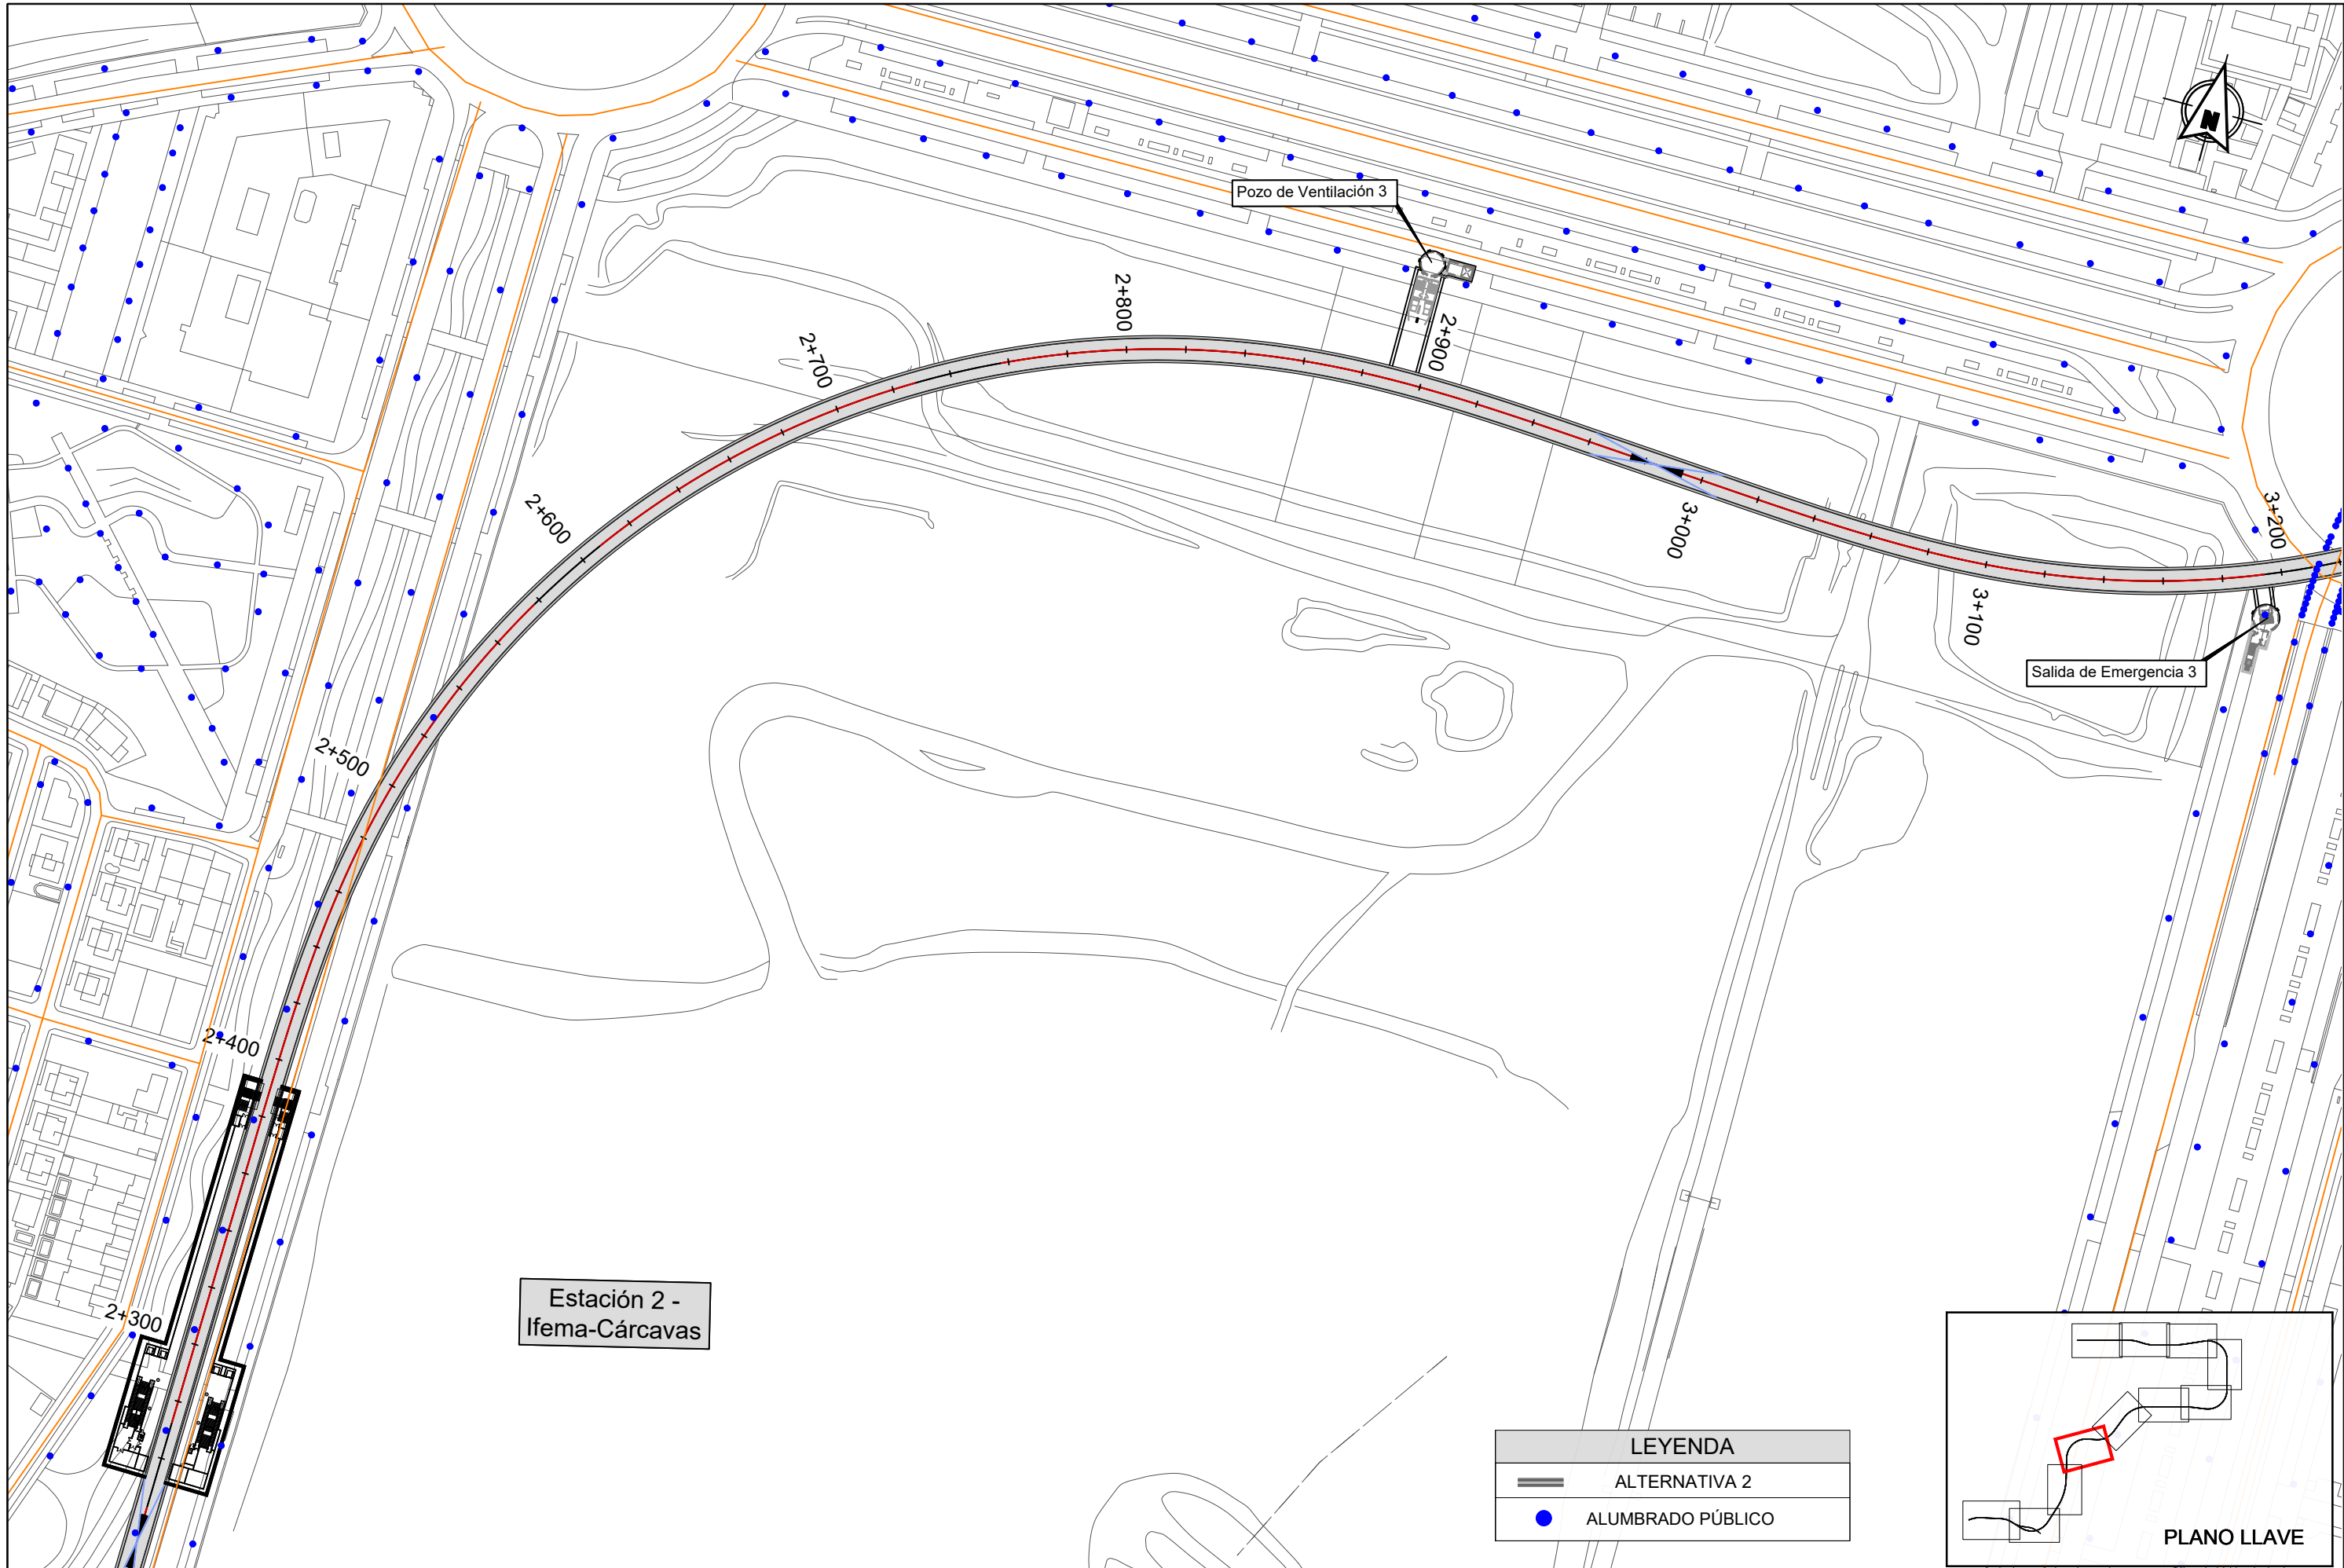 N
Pozo de Ventilación 3
2+800
2+900
2+700
2+600
3+000
3+200
3+100
Salida de Emergencia 3
2+500
2+400
2+300
Estación 2 -
Ifema-Cárcavas
LEYENDA
ALTERNATIVA 2
ALUMBRADO PÚBLICO
PLANO LLAVE